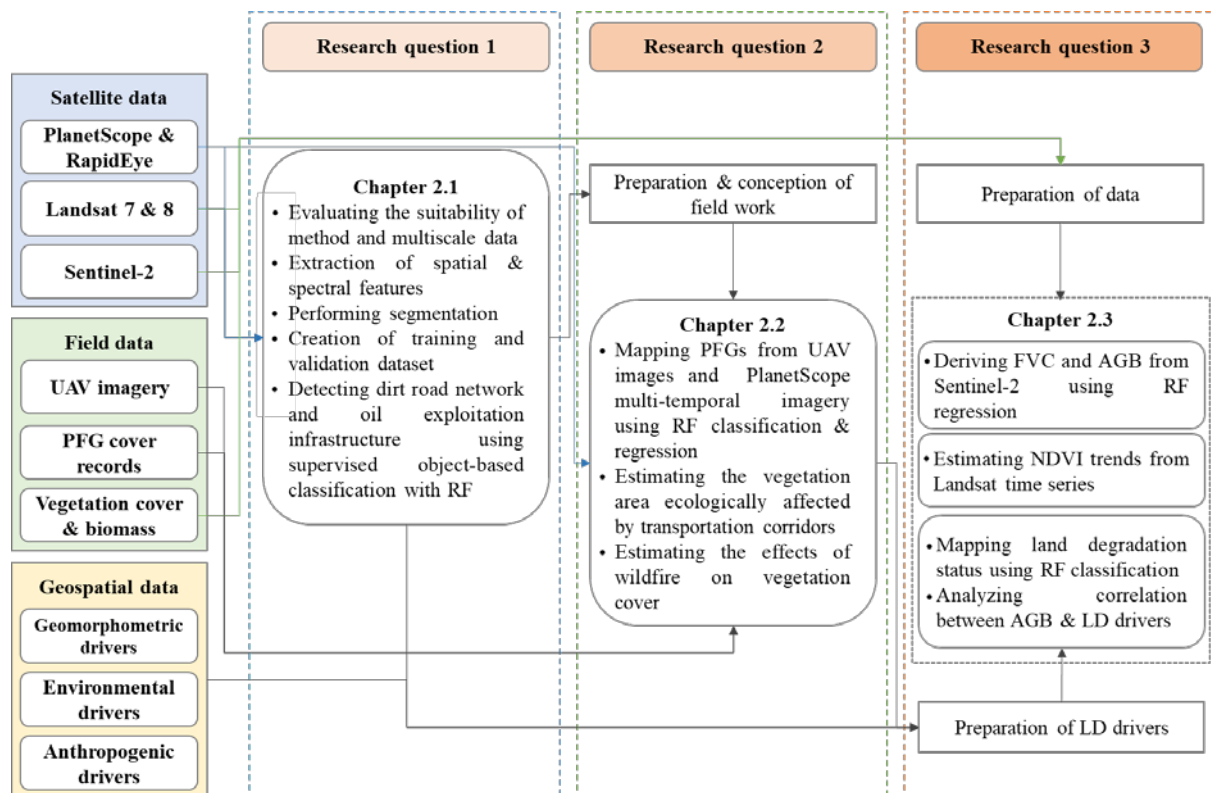 Research question 1
Research question 2
Research question 3
Satellite data
PlanetScope &
RapidEye
Landsat 7 & 8
Sentinel-2
Field data
UAV imagery
PFG cover
records
Vegetation cover
& biomass
Geospatial data
Geomorphometric
drivers
Environmental
drivers
Anthropogenic
drivers
Chapter 2.1
• Evaluating the suitability of
method and multiscale data
• Extraction of spatial &
spectral features
• Performing segmentation
• Creation of training and
validation dataset
• Detecting dirt road network
and oil exploitation
infrastructure using
supervised object-based
classification with RF
Preparation & conception of
field work
Chapter 2.2
• Mapping PFGs from UAV
images and PlanetScope
multi-temporal imagery
using RF classification &
regression
• Estimating the vegetation
area ecologically affected
by transportation corridors
• Estimating the effects of
wildfire on vegetation
cover
Preparation of data
Chapter 2.3
• Deriving FVC and AGB from
Sentinel-2 using RF
regression
• Estimating NDVI trends from
Landsat time series
• Mapping land degradation
status using RF classification
• Analyzing correlation
between AGB & LD drivers
Preparation of LD drivers